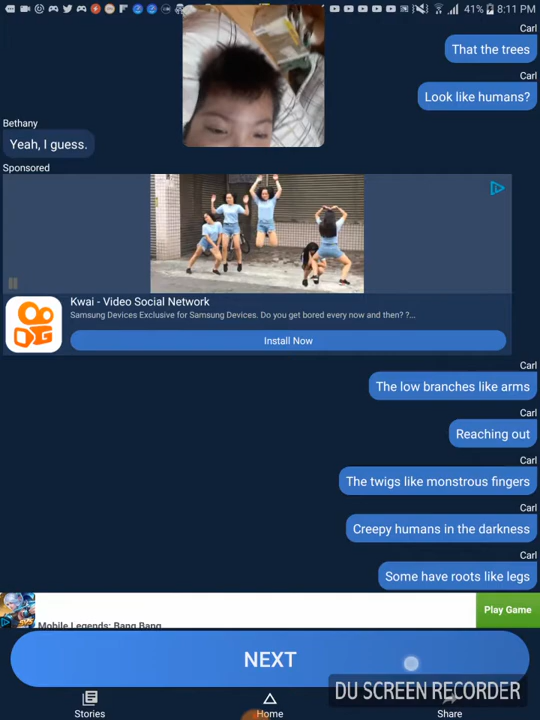 41% 8:11 PM
Carl
That the trees
Carl
Look like humans?
Bethany
Yeah, I guess.
Sponsored
Kwai - Video Social Network
Samsung Devices Exclusive for Samsung Devices. Do you get bored every now and then? ?...
Install Now
Carl
The low branches like arms
Carl
Reaching out
Carl
The twigs like monstrous fingers
Carl
Creepy humans in the darkness
Carl
Some have roots like legs
Mobile Legends: Bang Bang
Play Game
NEXT
DU SCREEN RECORDER
Stories
Home
Share